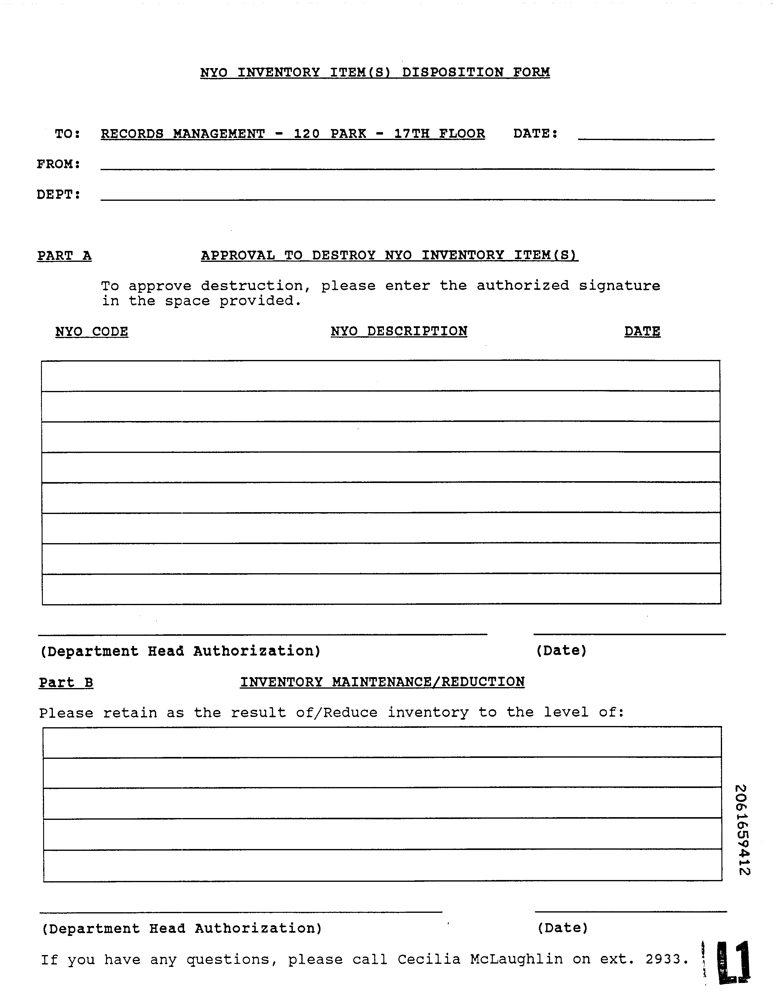 NYO INVENTORY ITEM(S) DISPOSITION FORM
TO: RECORDS MANAGEMENT - 120 PARK - 17TH FLOOR DATE:
FROM:
DEPT:
PART A APPROVAL TO DESTROY NYO INVENTORY ITEM(S)
To approve destruction, please enter the authorized signature
in the space provided.
NYO CODE NYO DESCRIPTION DATE
(Department Head Authorization) (Date)
Part B INVENTORY MAINTENANCE/REDUCTION
Please retain as the result of/Reduce inventory to the level of:
2061659412
(Department Head Authorization) (Date)
If you have any questions, please call Cecilia McLaughlin on ext. 2933.
L1